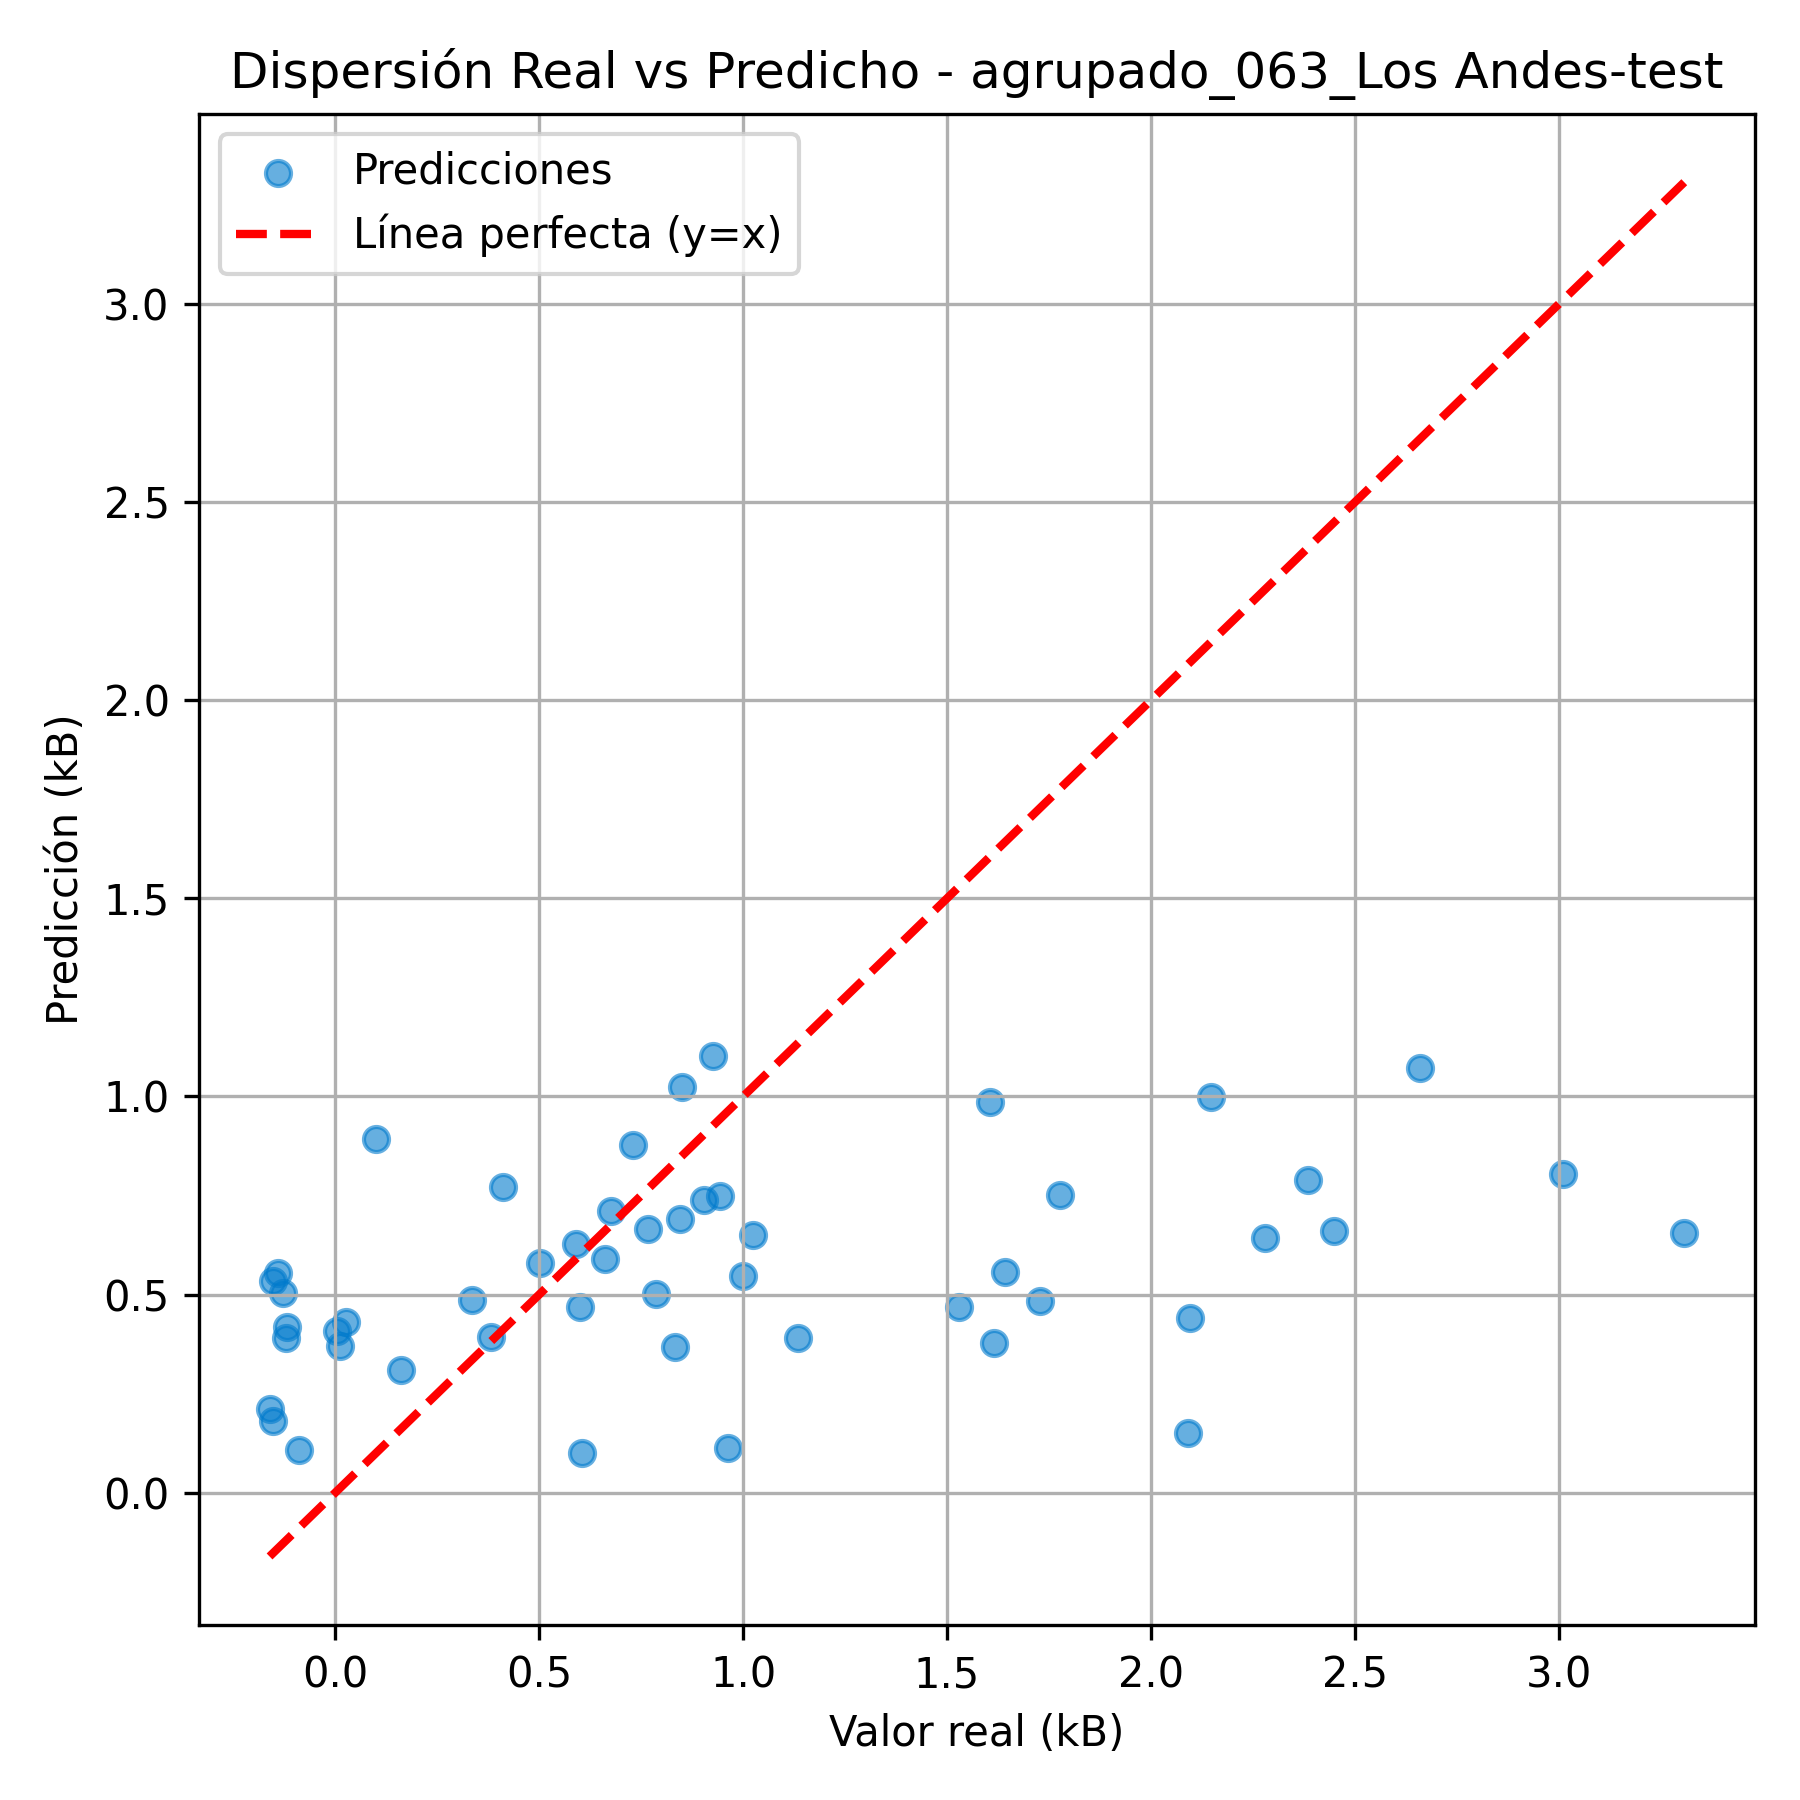 Dispersión Real vs Predicho - agrupado_063_Los Andes-test
Predicciones
Línea perfecta (y=x)
3.0
2.5
2.0
1.5
1.0
0.5
0.0
Predicción (kB)
0.0 0.5 1.0 1.5 2.0 2.5 3.0
Valor real (kB)